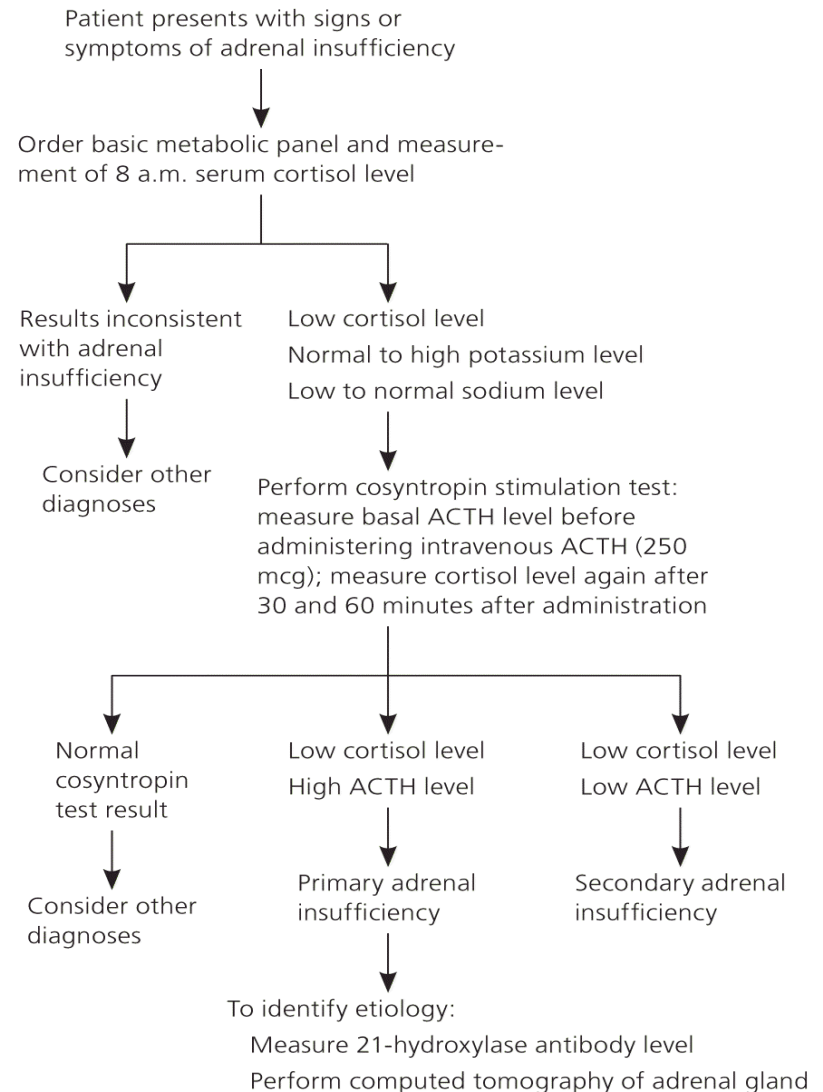 Patient presents with signs or
symptoms of adrenal insufficiency
Order basic metabolic panel and measure-
ment of 8 a.m. serum cortisol level
Results inconsistent
with adrenal
insufficiency
Low cortisol level
Normal to high potassium level
Low to normal sodium level
Consider other
diagnoses
Perform cosyntropin stimulation test:
measure basal ACTH level before
administering intravenous ACTH (250
mcg); measure cortisol level again after
30 and 60 minutes after administration
Normal
cosyntropin
test result
Low cortisol level
High ACTH level
Low cortisol level
Low ACTH level
Consider other
diagnoses
Primary adrenal
insufficiency
Secondary adrenal
insufficiency
To identify etiology:
Measure 21-hydroxylase antibody level
Perform computed tomography of adrenal gland